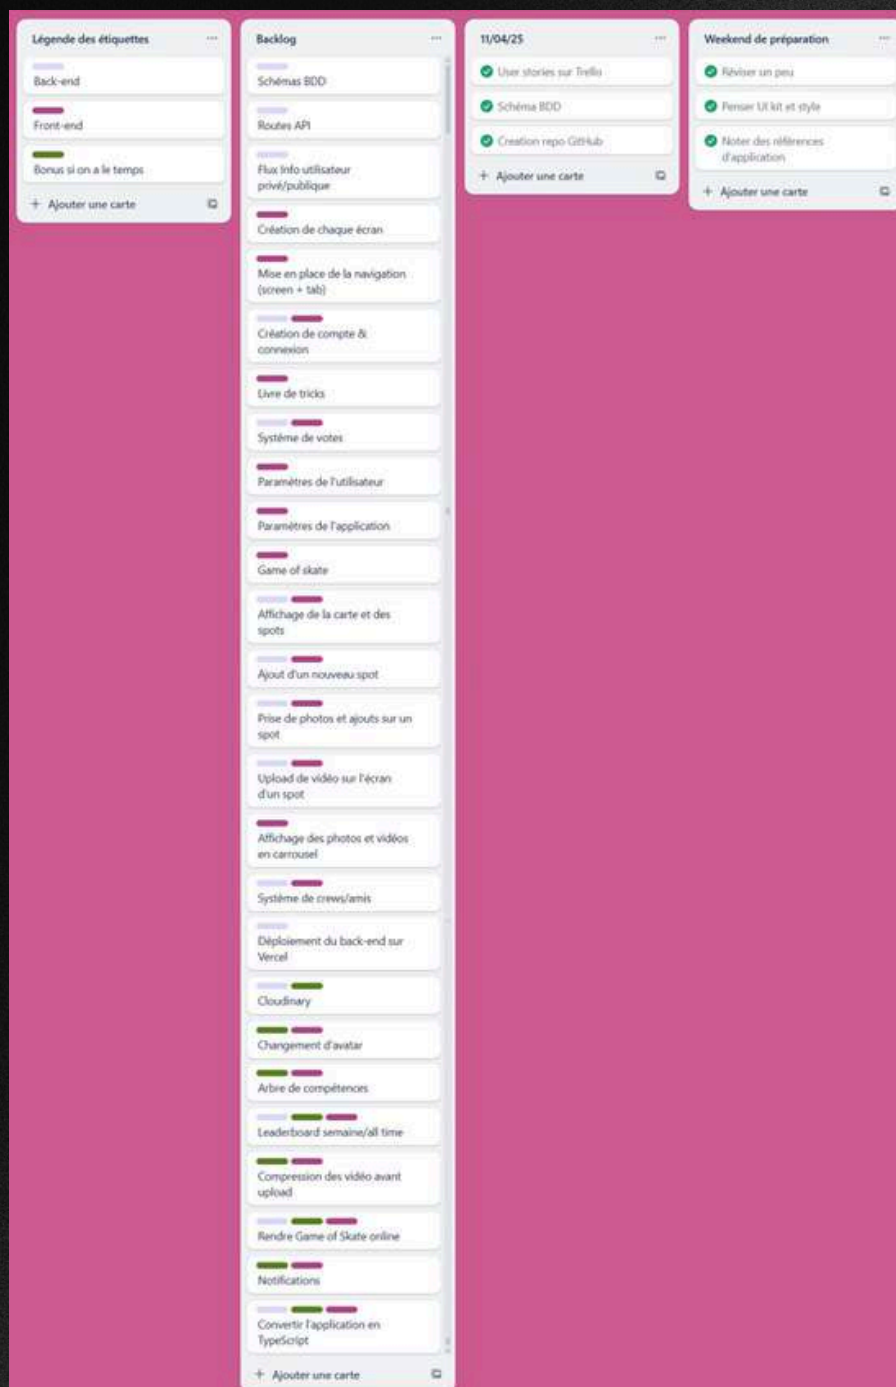 Légende des étiquettes
Back-end
Front-end
Bonus si on a le temps
+ Ajouter une carte
Backlog
Schémas BDD
Routes API
Flux Info utilisateur
privé/publique
Création de chaque écran
Mise en place de la navigation
(screen + tab)
Création de compte &
connexion
Livre de tricks
Système de votes
Paramètres de l'utilisateur
Paramètres de l'application
Game of skate
Affichage de la carte et des
spots
Ajout d'un nouveau spot
Prise de photos et ajouts sur un
spot
Upload de vidéo sur l'écran
d'un spot
Affichage des photos et vidéos
en carrousel
Système de crews/amis
Déploiement du back-end sur
Vercel
Cloudinary
Changement d'avatar
Arbre de compétences
Leaderboard semaine/all time
Compression des vidéo avant
upload
Rendre Game of Skate online
Notifications
Convertir l'application en
TypeScript
+ Ajouter une carte
11/04/25
User stories sur Trello
Schéma BDD
Creation repo GitHub
+ Ajouter une carte
Weekend de préparation
Réviser un peu
Penser UI kit et style
Noter des références
d'application
+ Ajouter une carte